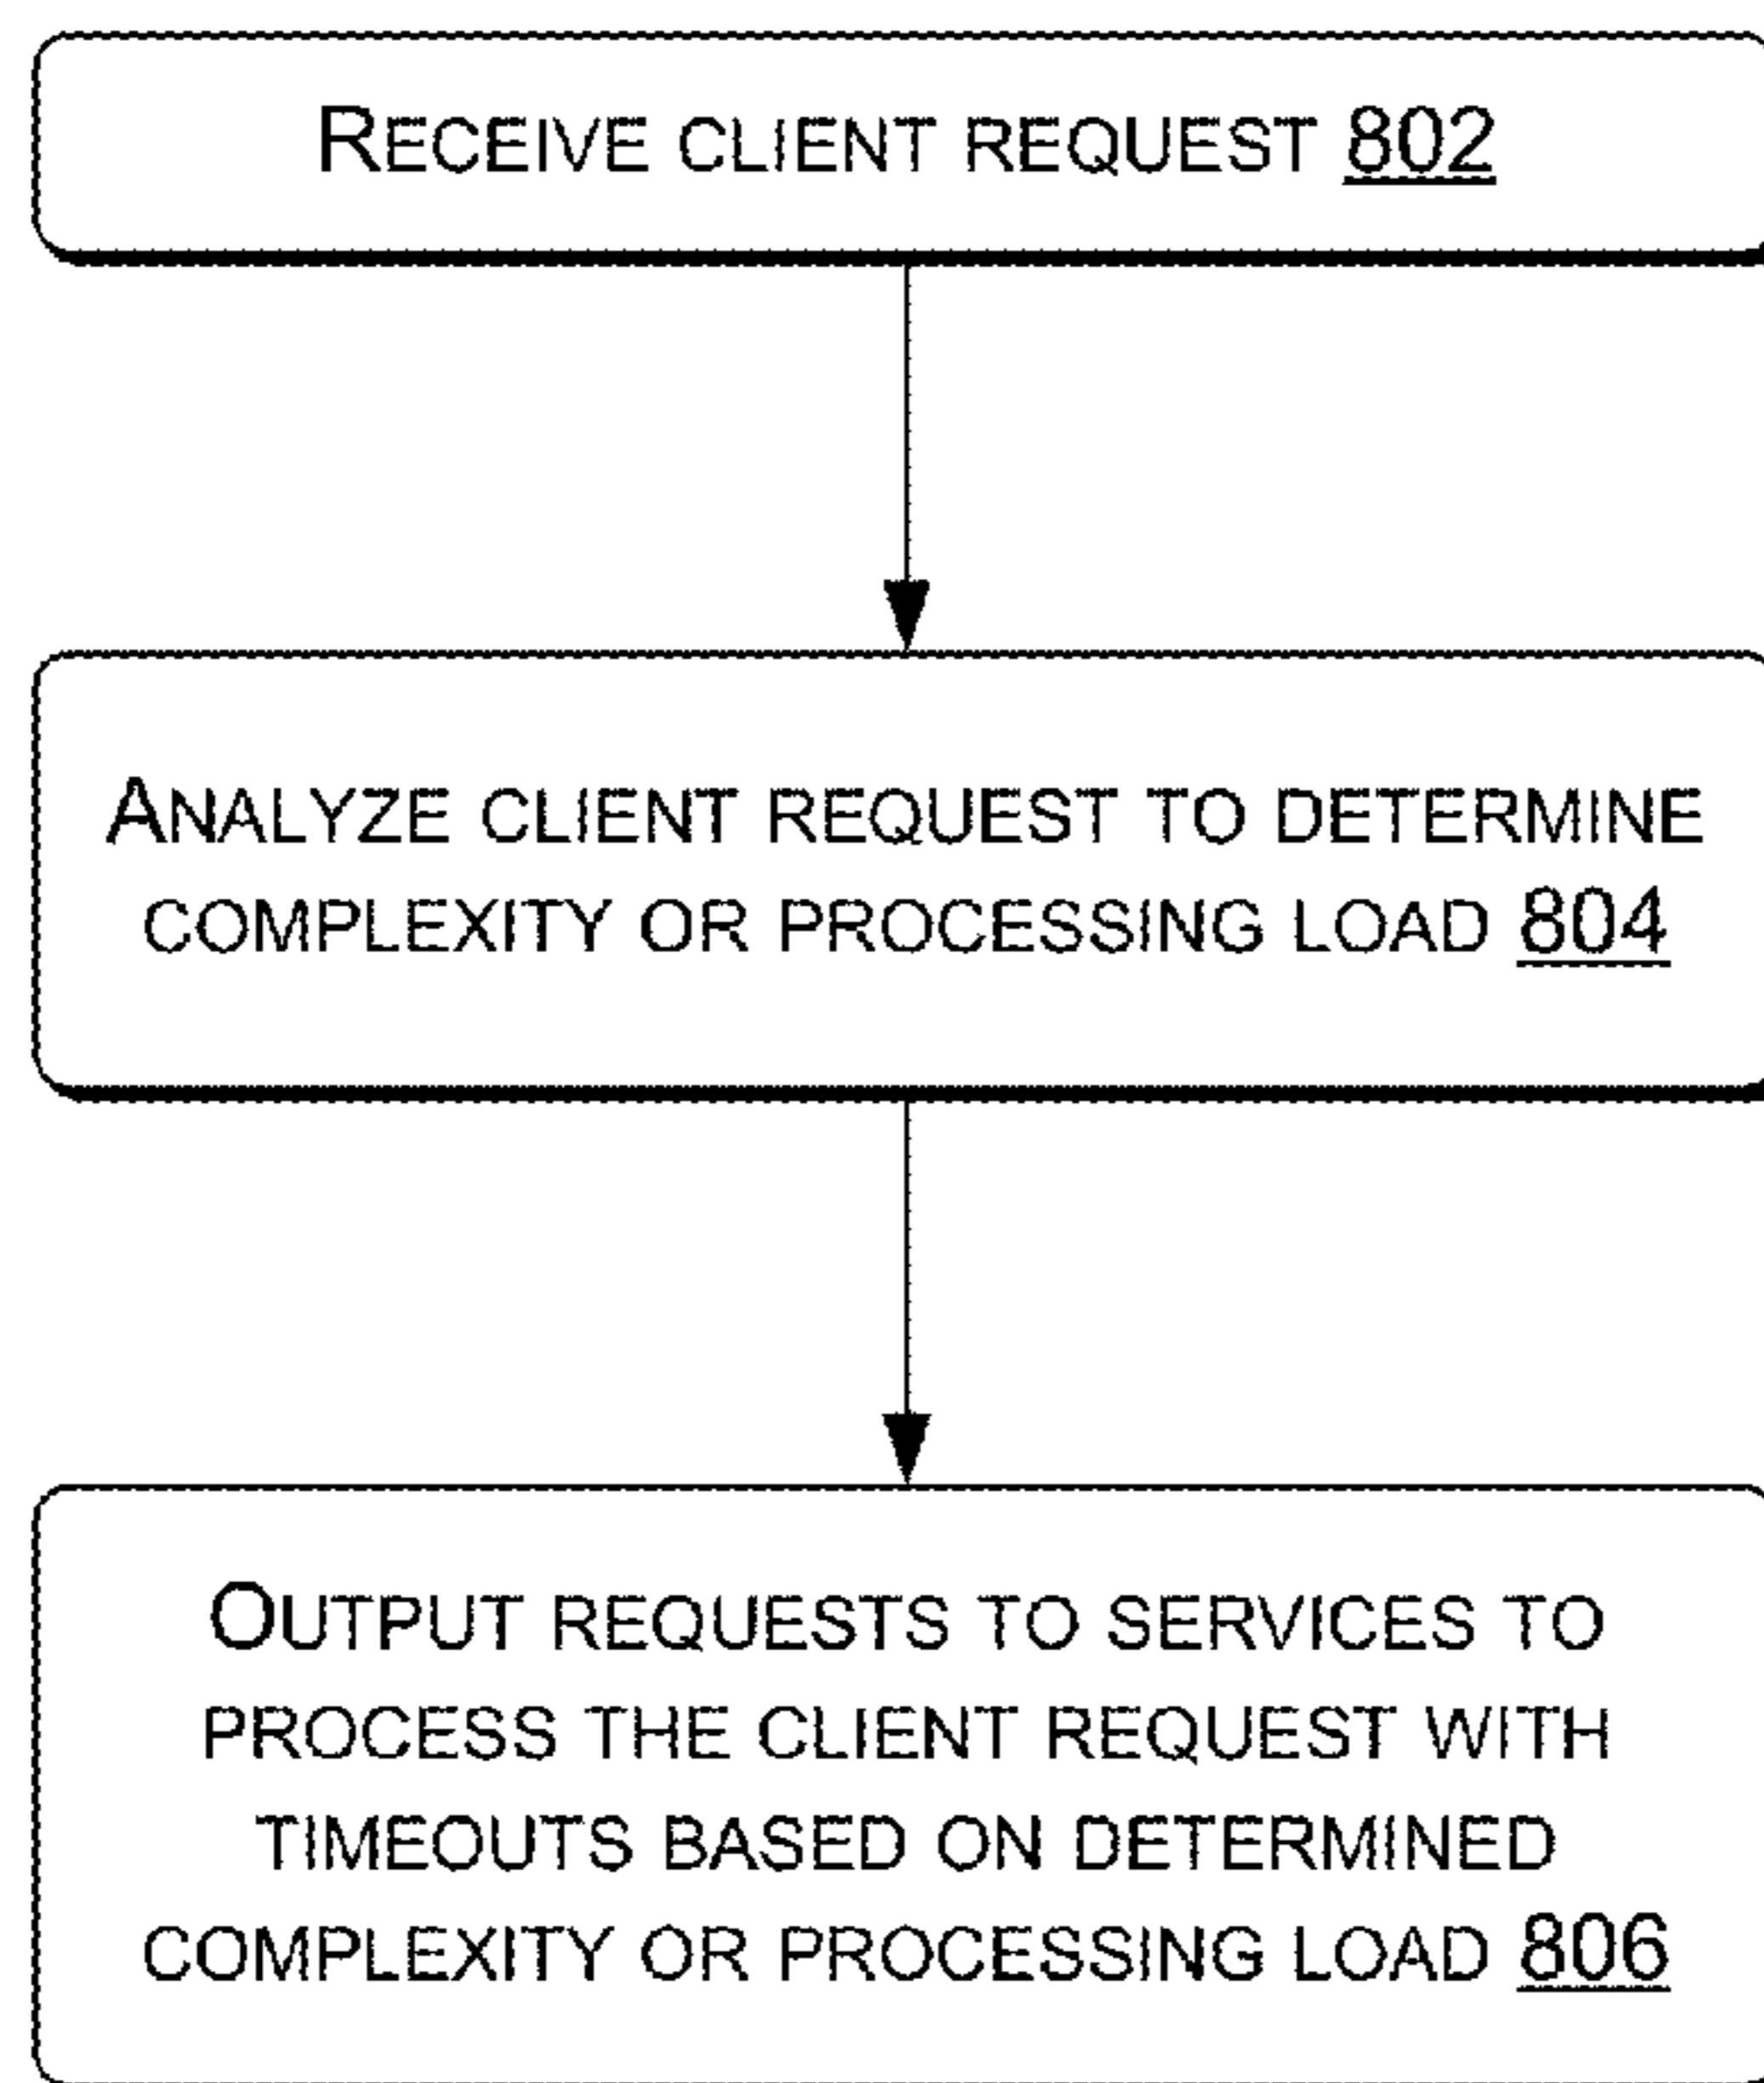 RECEIVE CLIENT REQUEST 802
ANALYZE CLIENT REQUEST TO DETERMINE
COMPLEXITY OR PROCESSING LOAD 804
OUTPUT REQUESTS TO SERVICES TO
PROCESS THE CLIENT REQUEST WITH
TIMEOUTS BASED ON DETERMINED
COMPLEXITY OR PROCESSING LOAD 806